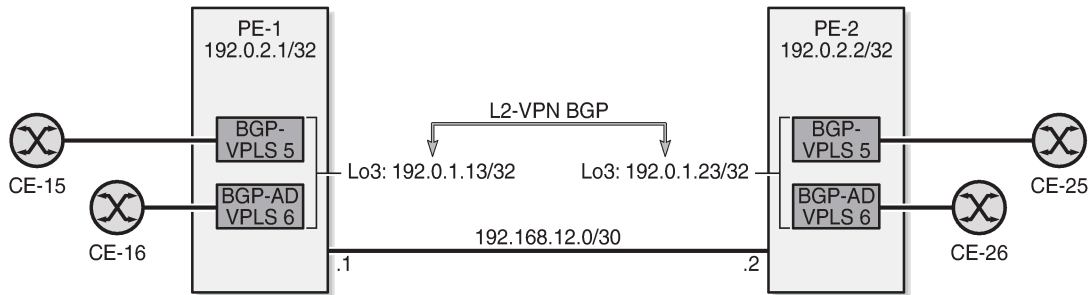 PE-1
192.0.2.1/32
PE-2
192.0.2.2/32
L2-VPN BGP
BGP-
VPLS 5
BGP-
VPLS 5
Lo3: 192.0.1.13/32
Lo3: 192.0.1.23/32
CE-15
CE-25
BGP-AD
VPLS 6
BGP-AD
VPLS 6
CE-16
CE-26
192.168.12.0/30
.1
.2